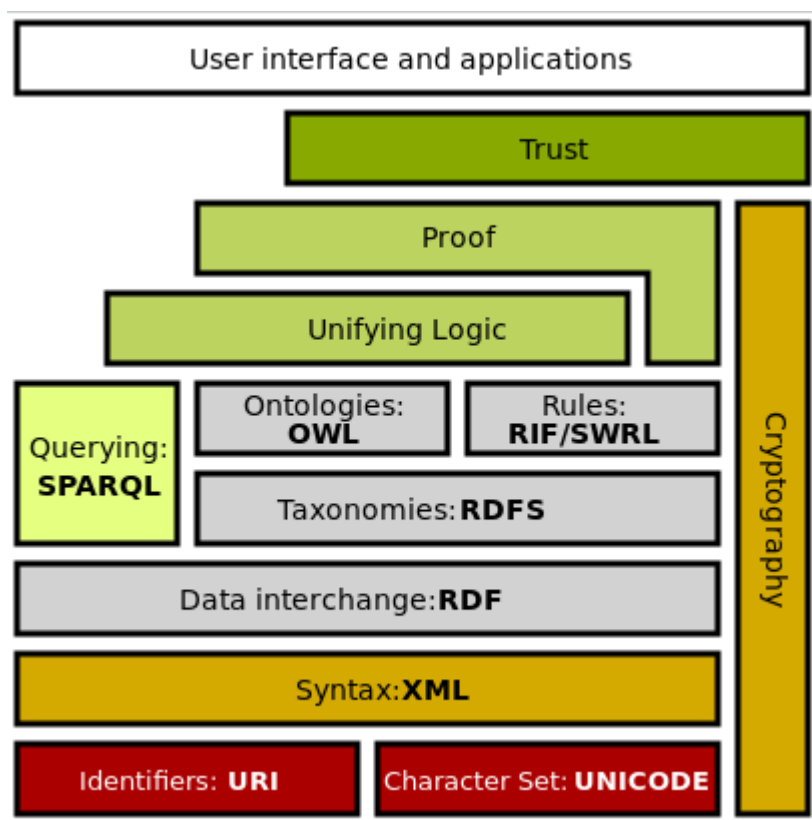 User interface and applications
Trust
Proof
Unifying Logic
Ontologies:
OWL
Rules:
RIF/SWRL
Querying:
SPARQL
Taxonomies:RDFS
Cryptography
Data interchange:RDF
Syntax:XML
Identifiers: URI
Character Set: UNICODE